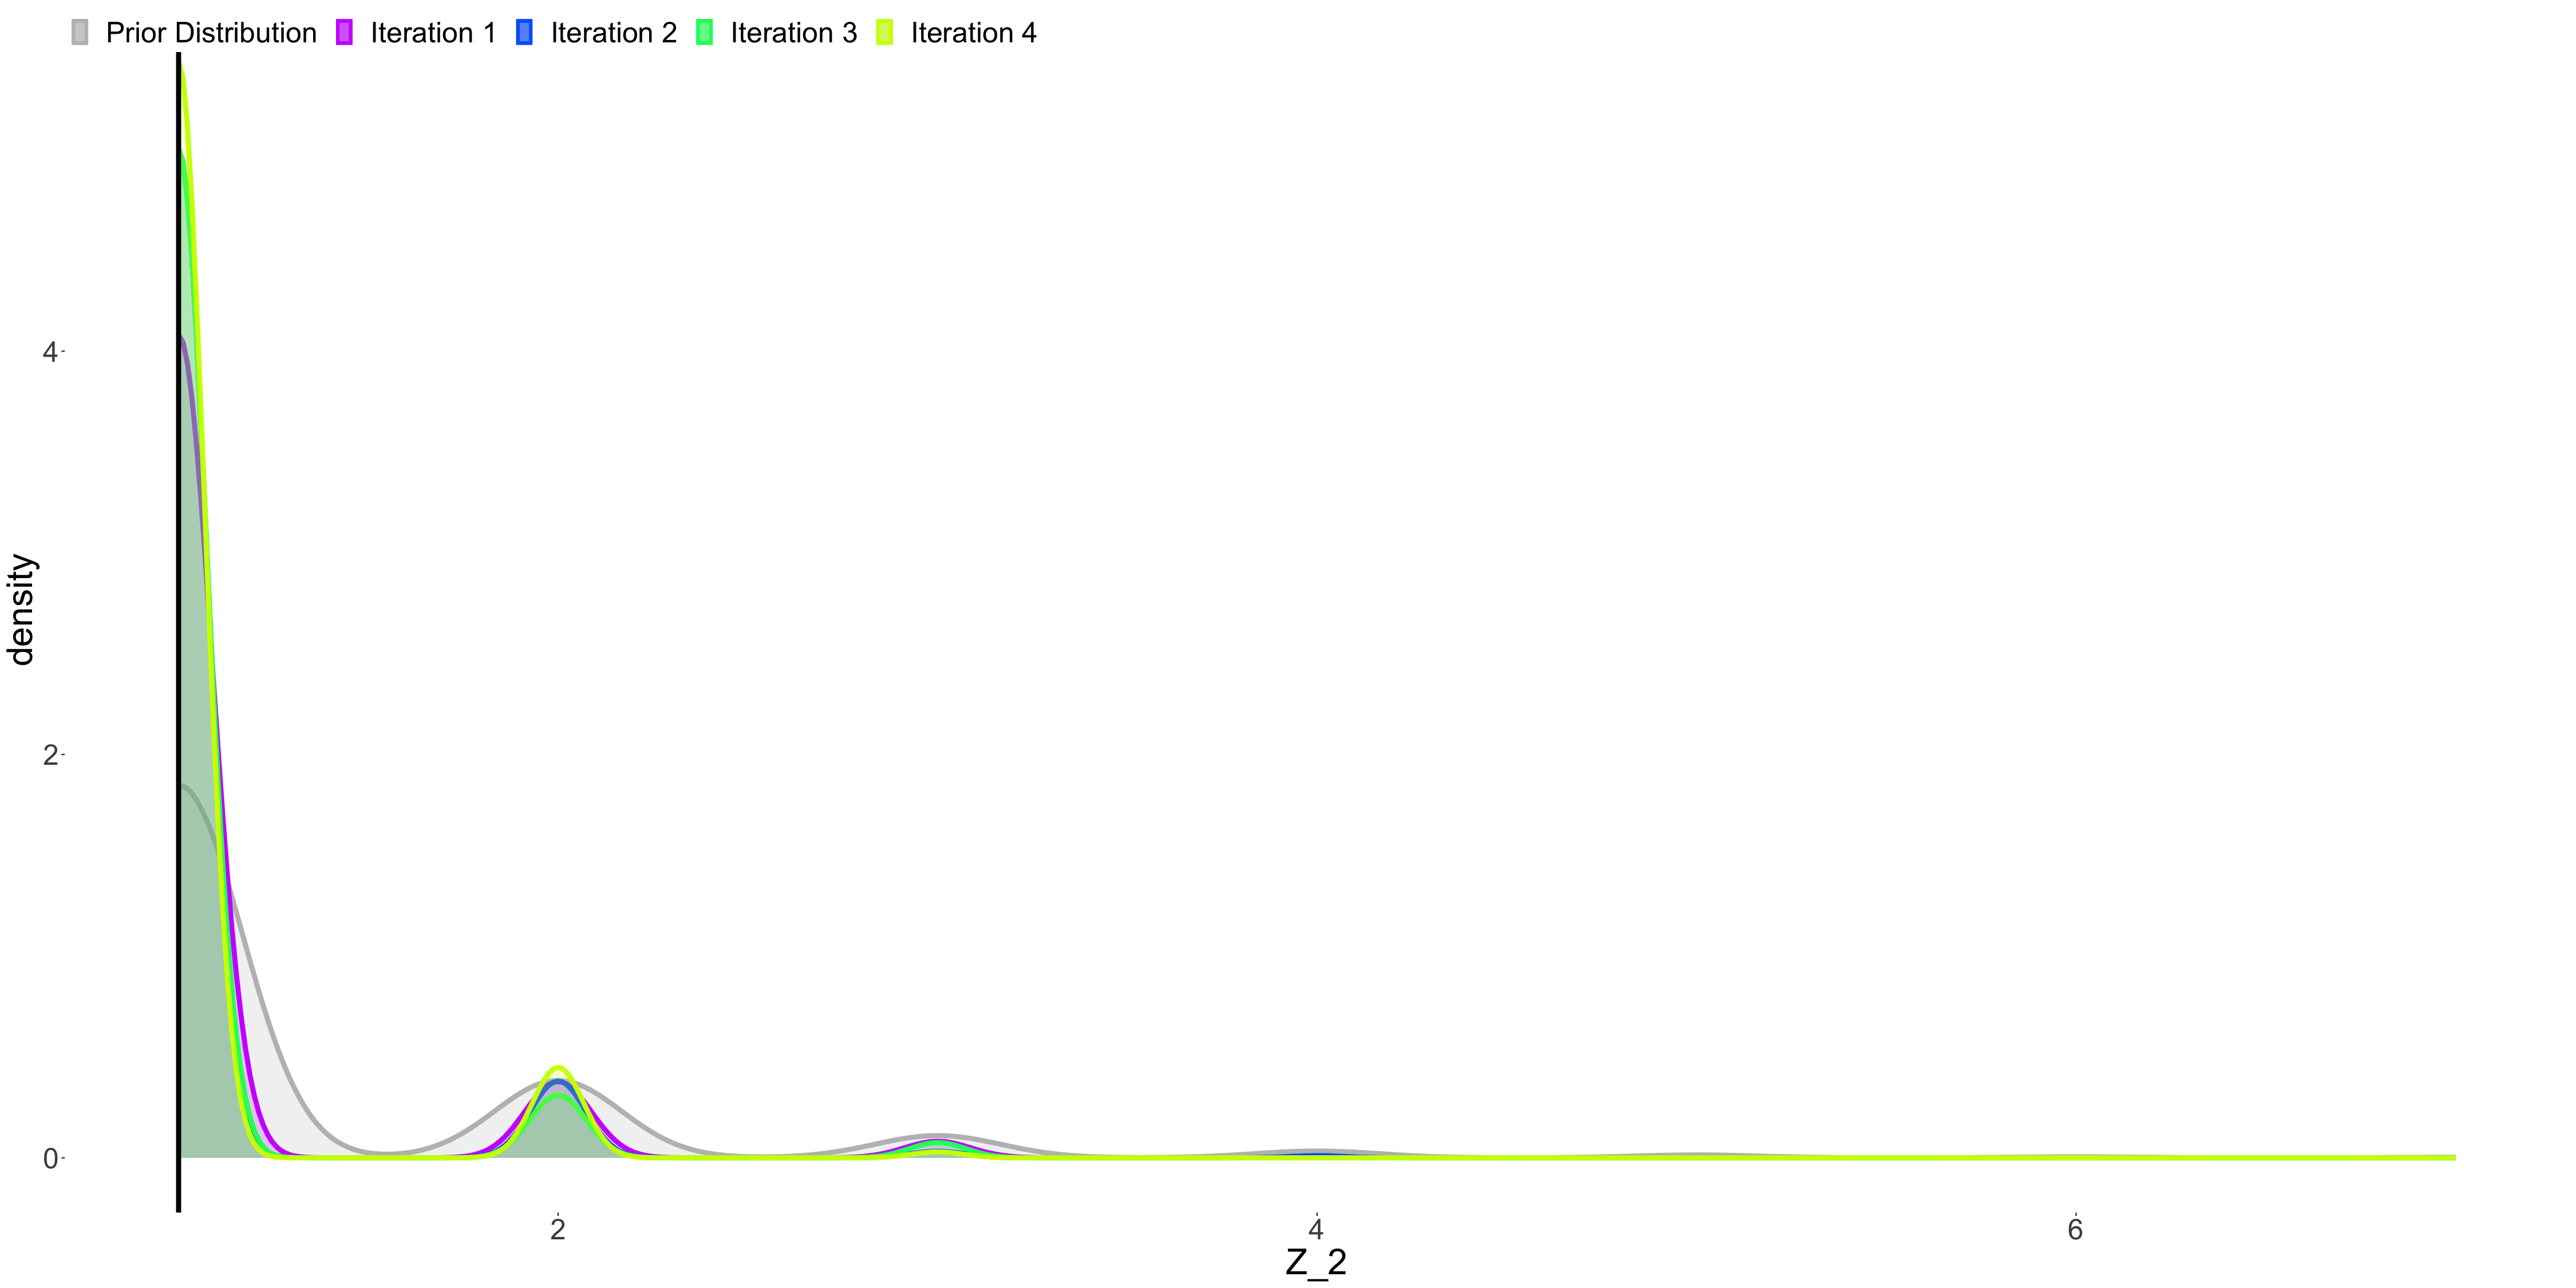 Prior Distribution Iteration 1 Iteration 2 Iteration 3 Iteration 4
density
4
2
0
2 4 6
Z_2